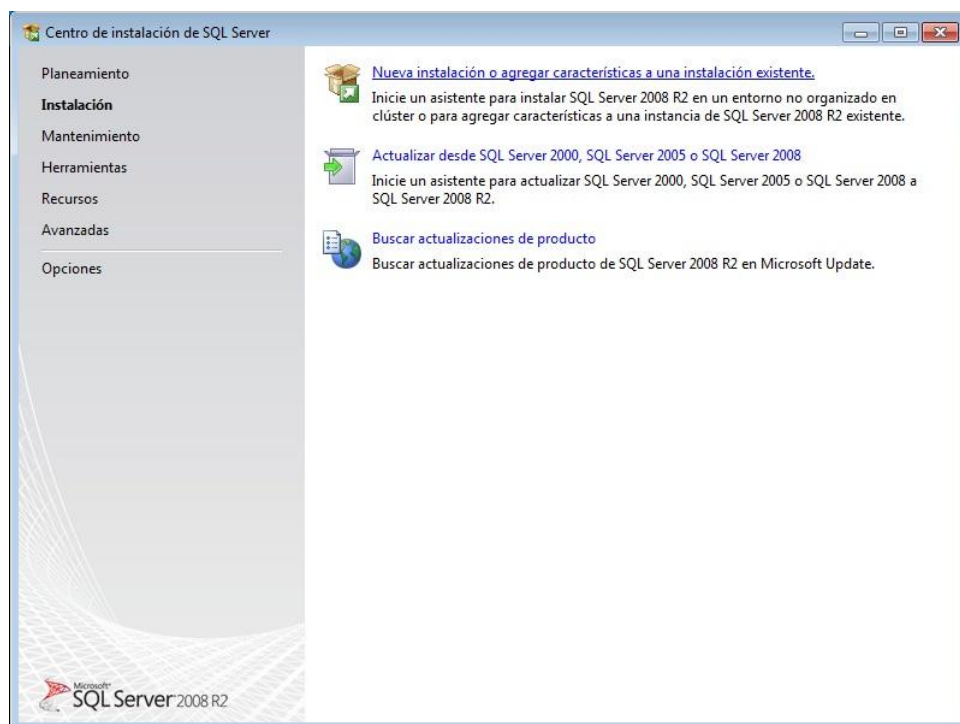 Centro de instalación de SQL Server
Planeamiento
Instalación
Mantenimiento
Herramientas
Recursos
Avanzadas
Opciones
Nueva instalación o agregar características a una instalación existente.
Inicie un asistente para instalar SQL Server 2008 R2 en un entorno no organizado en
clúster o para agregar características a una instancia de SQL Server 2008 R2 existente.
Actualizar desde SQL Server 2000, SQL Server 2005 o SQL Server 2008
Inicie un asistente para actualizar SQL Server 2000, SQL Server 2005 o SQL Server 2008 a
SQL Server 2008 R2.
Buscar actualizaciones de producto
Buscar actualizaciones de producto de SQL Server 2008 R2 en Microsoft Update.
Microsoft
SQL Server 2008 R2